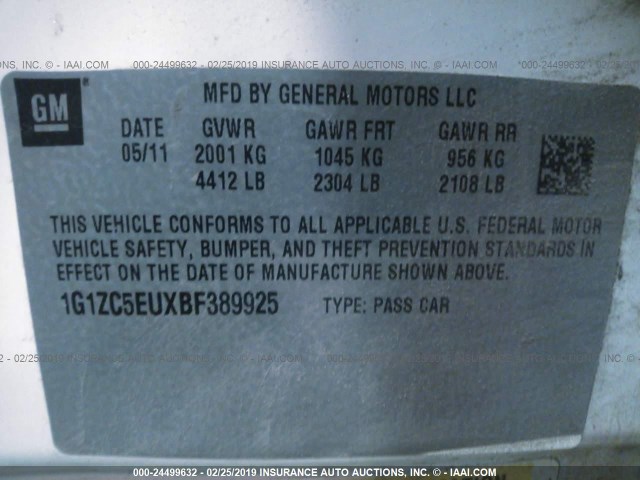 AUCTIONS, INC. - IAAI.COM 000-24499632 - 02/25/2019 INSURANCE AUTO AUCTIONS, INC. - IAAI.COM
GM ®
MFD BY GENERAL MOTORS LLC
DATE GVWR GAWR FRT GAWR RR
05/11 2001 KG 1045 KG 956 KG
4412 LB 2304 LB 2108 LB
THIS VEHICLE CONFORMS TO ALL APPLICABLE U.S. FEDERAL MOTOR
VEHICLE SAFETY, BUMPER, AND THEFT PREVENTION STANDARDS IN
EFFECT ON THE DATE OF MANUFACTURE SHOWN ABOVE.
1G1ZC5EUXBF389925 TYPE: PASS CAR
000-24499632 - 02/25/2019 INSURANCE AUTO AUCTIONS, INC. - IAAI.COM